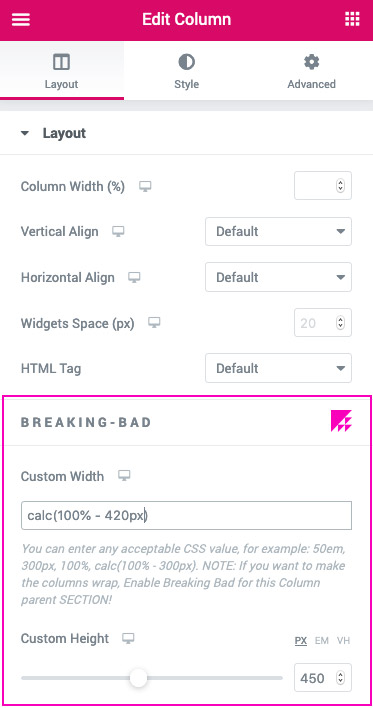 Edit Column
Layout Style Advanced
Layout
Column Width (%)
Vertical Align Default
Horizontal Align Default
Widgets Space (px) 20
HTML Tag Default
BREAKING-BAD
Custom Width
calc(100% - 420px)
You can enter any acceptable CSS value, for example: 50em,
300px, 100%, calc(100% - 300px). NOTE: If you want to make
the columns wrap, Enable Breaking Bad for this Column
parent SECTION!
Custom Height PX EM VH
450